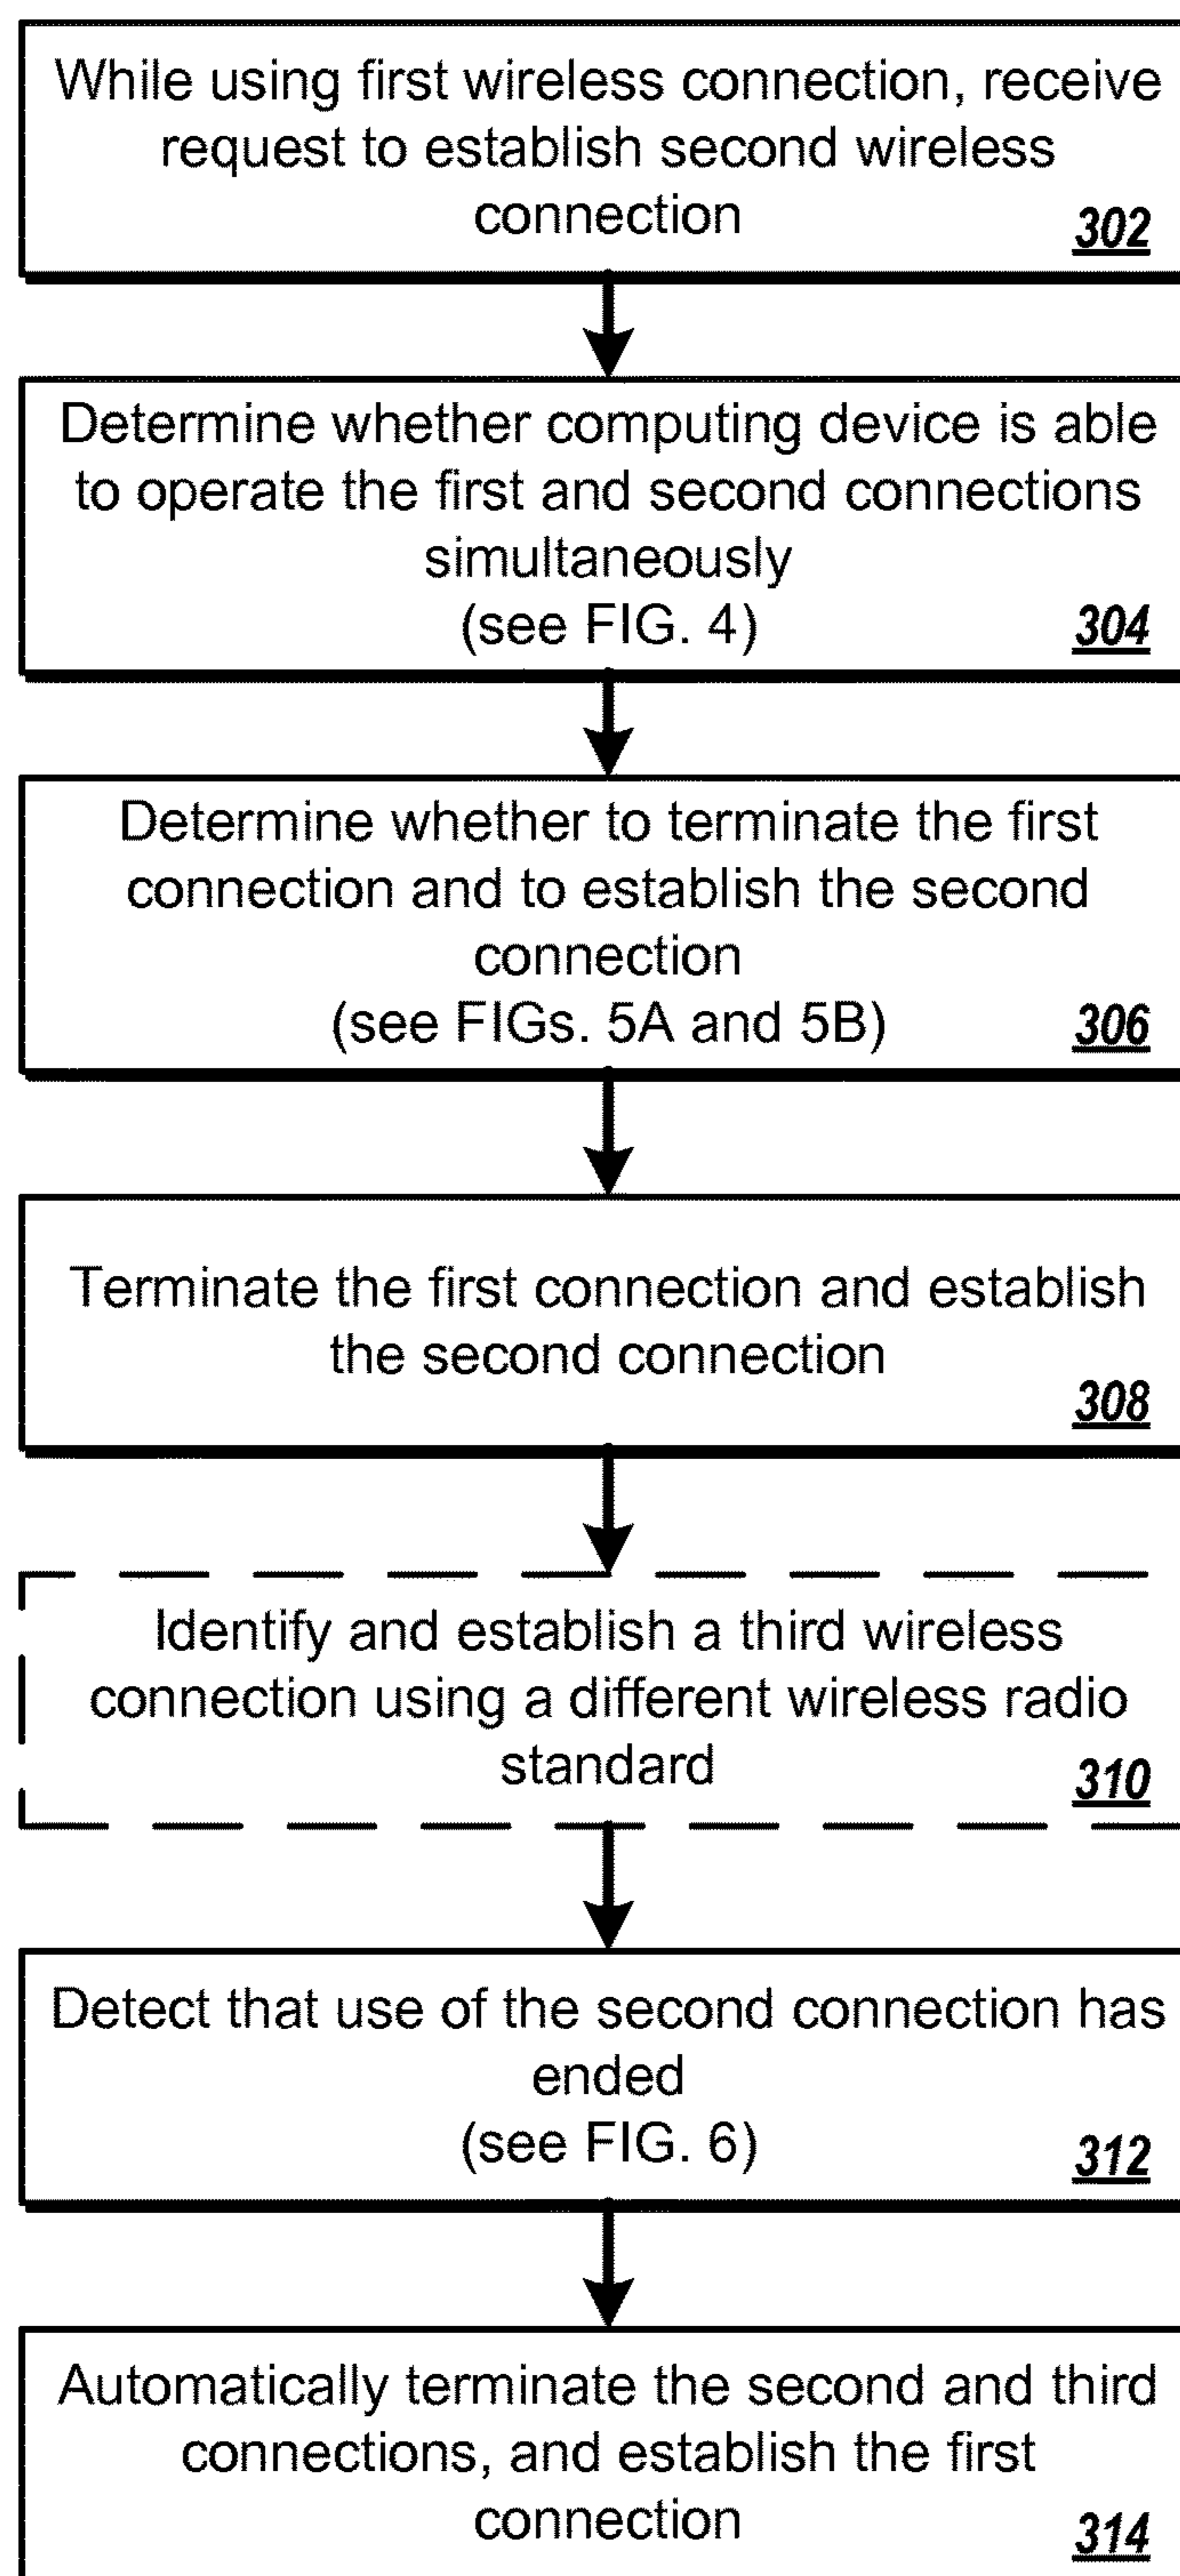 While using first wireless connection, receive
request to establish second wireless
connection
302
Determine whether computing device is able
to operate the first and second connections
simultaneously
(see FIG. 4)
304
Determine whether to terminate the first
connection and to establish the second
connection
(see FIGs. 5A and 5B)
306
Terminate the first connection and establish
the second connection
308
Identify and establish a third wireless
connection using a different wireless radio
standard
310
Detect that use of the second connection has
ended
(see FIG. 6)
312
Automatically terminate the second and third
connections, and establish the first
connection
314